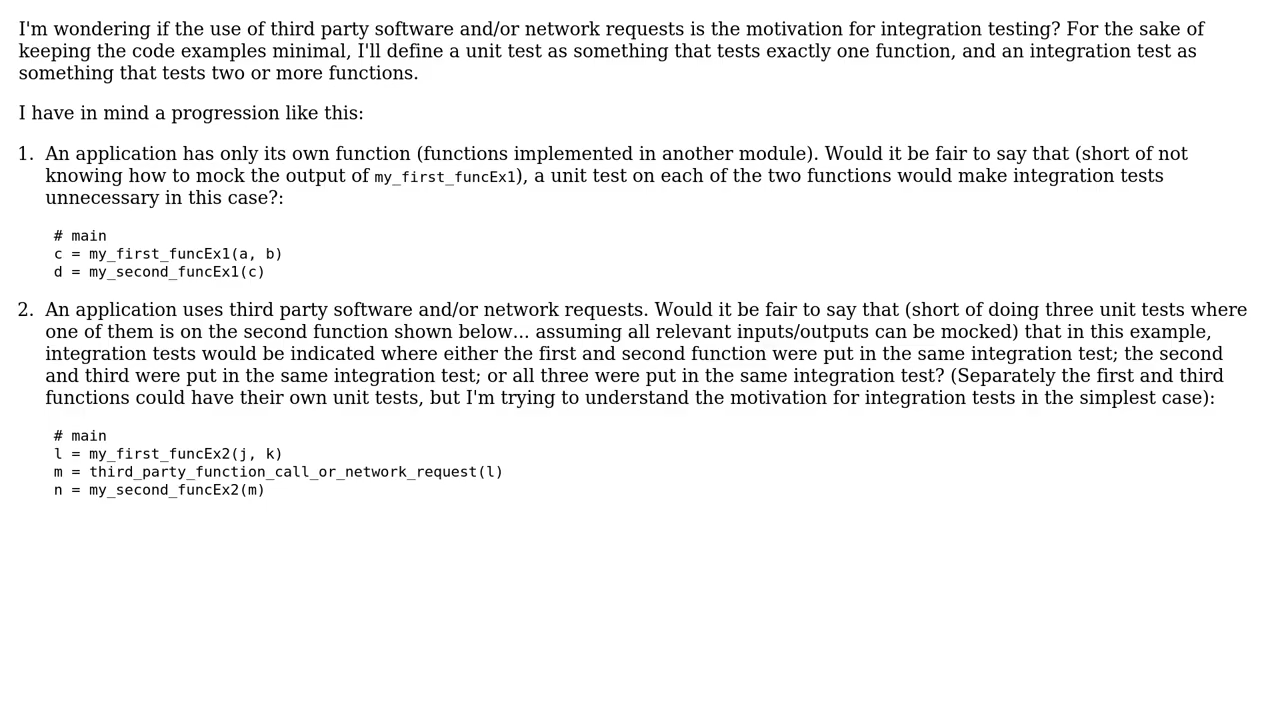 I'm wondering if the use of third party software and/or network requests is the motivation for integration testing? For the sake of
keeping the code examples minimal, I'll define a unit test as something that tests exactly one function, and an integration test as
something that tests two or more functions.
I have in mind a progression like this:
1. An application has only its own function (functions implemented in another module). Would it be fair to say that (short of not
knowing how to mock the output of my_first_funcEx1), a unit test on each of the two functions would make integration tests
unnecessary in this case?:
# main
c = my_first_funcEx1(a, b)
d = my_second_funcEx1(c)
2. An application uses third party software and/or network requests. Would it be fair to say that (short of doing three unit tests where
one of them is on the second function shown below... assuming all relevant inputs/outputs can be mocked) that in this example,
integration tests would be indicated where either the first and second function were put in the same integration test; the second
and third were put in the same integration test; or all three were put in the same integration test? (Separately the first and third
functions could have their own unit tests, but I'm trying to understand the motivation for integration tests in the simplest case):
# main
l = my_first_funcEx2(j, k)
m = third_party_function_call_or_network_request(l)
n = my_second_funcEx2(m)